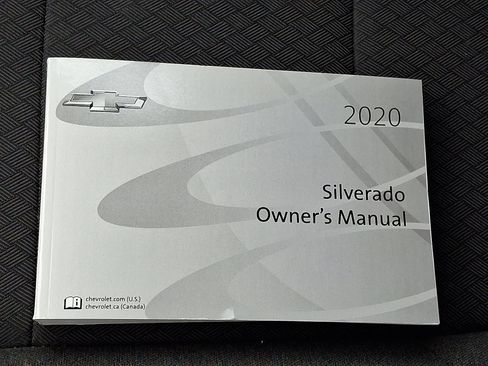 2020
Silverado
Owner's Manual
chevrolet.com (U.S.)
chevrolet.ca (Canada)